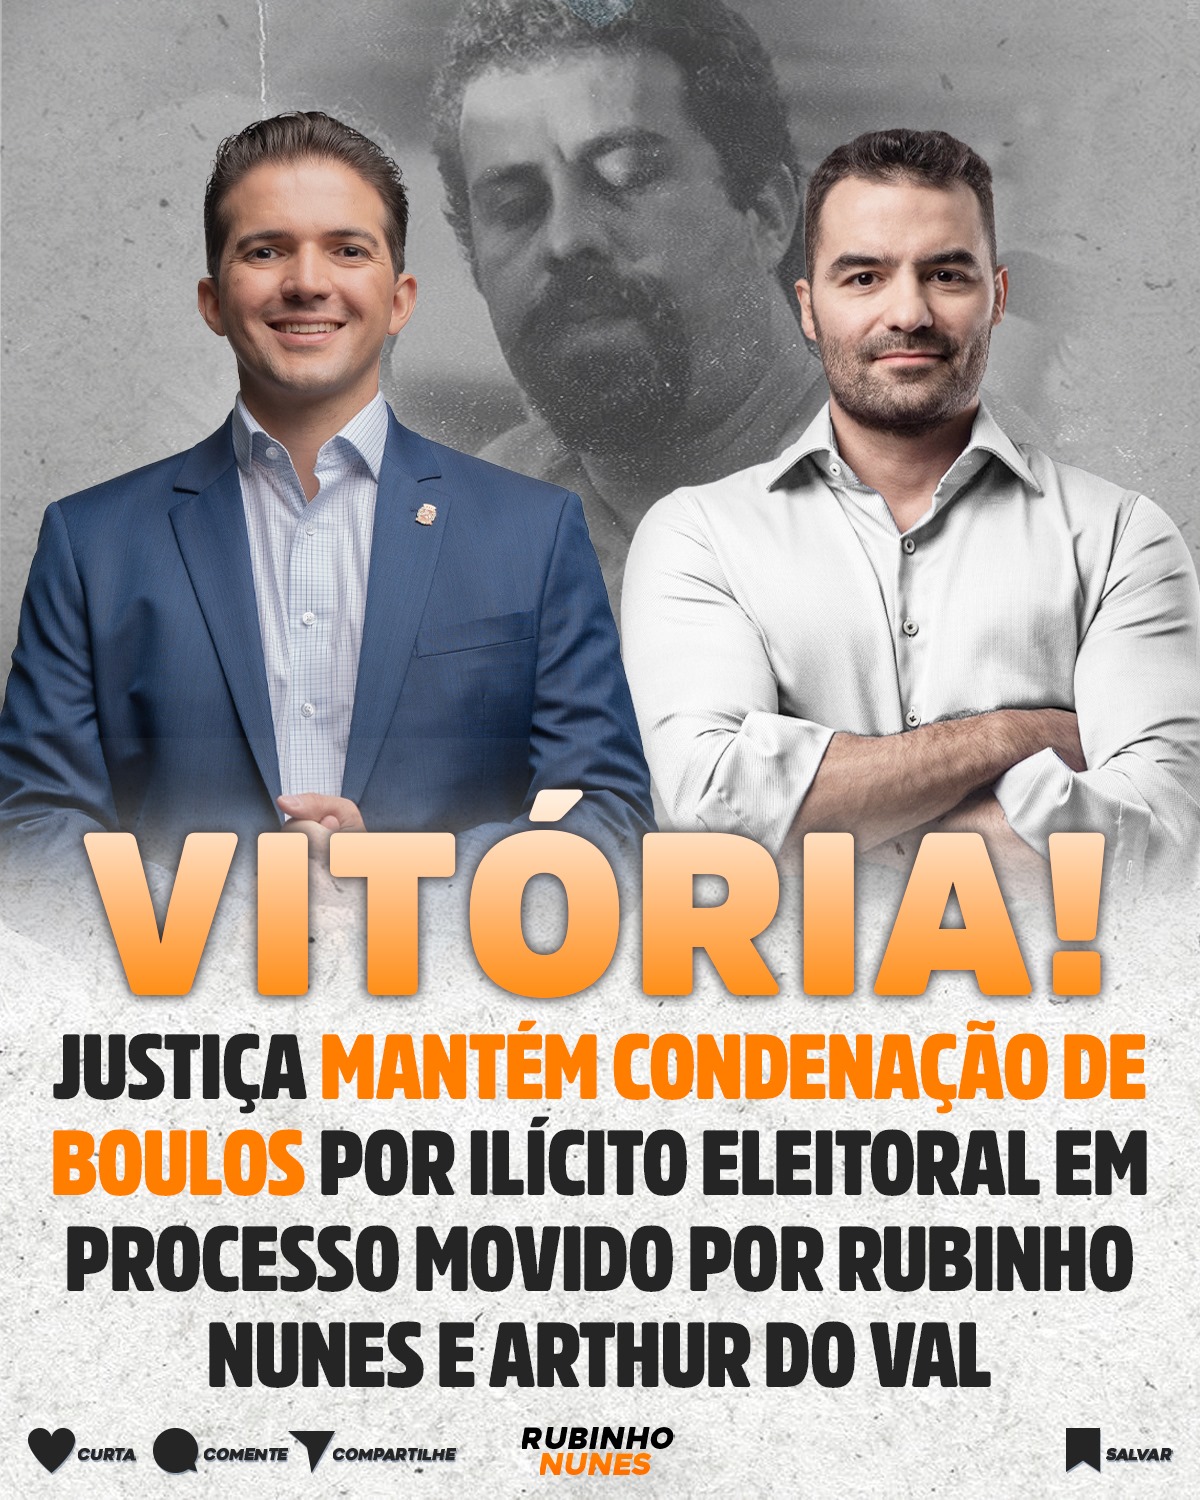 VITÓRIA!
JUSTIÇA MANTÉM CONDENAÇÃO DE
BOULOS POR ILÍCITO ELEITORAL EM
PROCESSO MOVIDO POR RUBINHO
NUNES E ARTHUR DO VAL
CURTA COMENTE COMPARTILHE
RUBINHO
NUNES
SALVAR